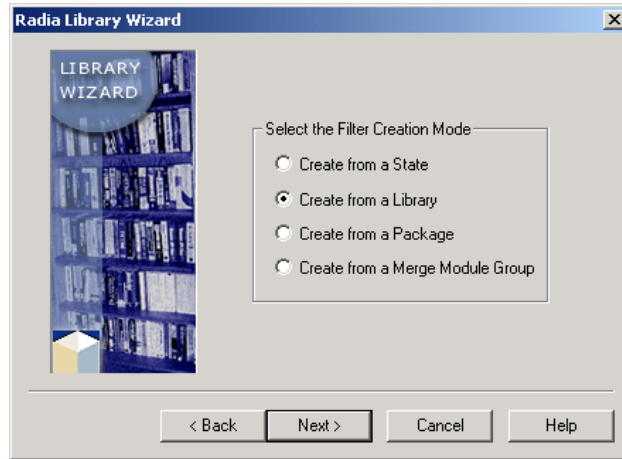 Radia Library Wizard
LIBRARY
WIZARD
Select the Filter Creation Mode
Create from a State
Create from a Library
Create from a Package
Create from a Merge Module Group
< Back
Next >
Cancel
Help